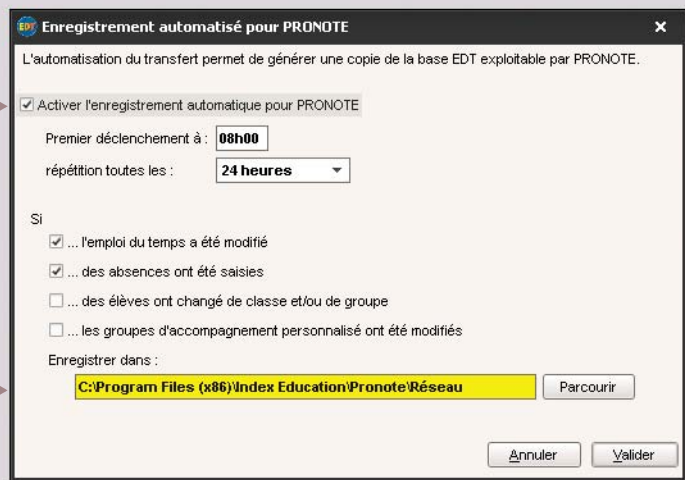 EDT Enregistrement automatisé pour PRONOTE
L'automatisation du transfert permet de générer une copie de la base EDT exploitable par PRONOTE.
Activer l'enregistrement automatique pour PRONOTE
Premier déclenchement à : 08h00
répétition toutes les : 24 heures
Si
... l'emploi du temps a été modifié
... des absences ont été saisies
... des élèves ont changé de classe et/ou de groupe
... les groupes d'accompagnement personnalisé ont été modifiés
Enregistrer dans :
C:\Program Files (x86)\Index Education\Pronote\Réseau Parcourir
Annuler Valider